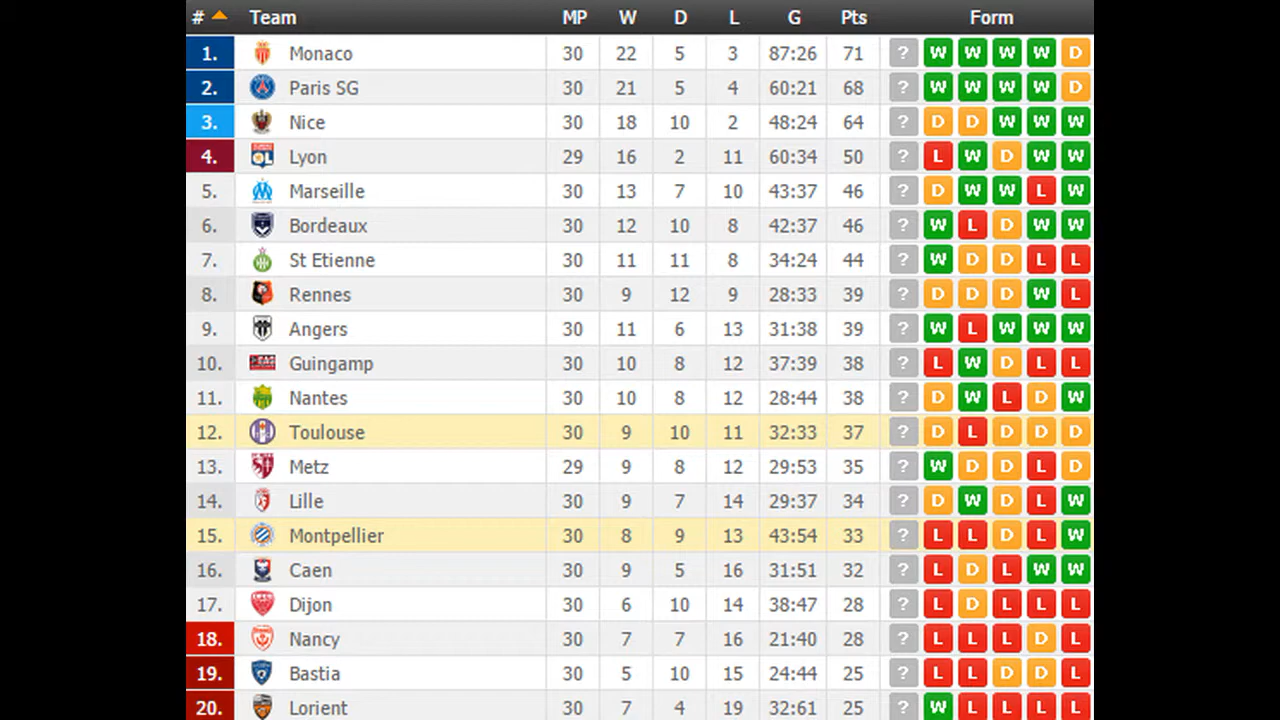 # Team MP W D L G Pts Form
1. Monaco 30 22 5 3 87:26 71 ? W W W W D
2. Paris SG 30 21 5 4 60:21 68 ? W W W W D
3. Nice 30 18 10 2 48:24 64 ? D D W W W
4. Lyon 29 16 2 11 60:34 50 ? L W D W W
5. Marseille 30 13 7 10 43:37 46 ? D W W L W
6. Bordeaux 30 12 10 8 42:37 46 ? W L D W W
7. St Etienne 30 11 11 8 34:24 44 ? W D D L L
8. Rennes 30 9 12 9 28:33 39 ? D D D W L
9. Angers 30 11 6 13 31:38 39 ? W L W W W
10. Guingamp 30 10 8 12 37:39 38 ? L W D L L
11. Nantes 30 10 8 12 28:44 38 ? D W L D W
12. Toulouse 30 9 10 11 32:33 37 ? D L D D D
13. Metz 29 9 8 12 29:53 35 ? W D D L D
14. Lille 30 9 7 14 29:37 34 ? D W D L W
15. Montpellier 30 8 9 13 43:54 33 ? L L D L W
16. Caen 30 9 5 16 31:51 32 ? L D L W W
17. Dijon 30 6 10 14 38:47 28 ? L D L L L
18. Nancy 30 7 7 16 21:40 28 ? L L L D L
19. Bastia 30 5 10 15 24:44 25 ? L L D D L
20. Lorient 30 7 4 19 32:61 25 ? W L L L L